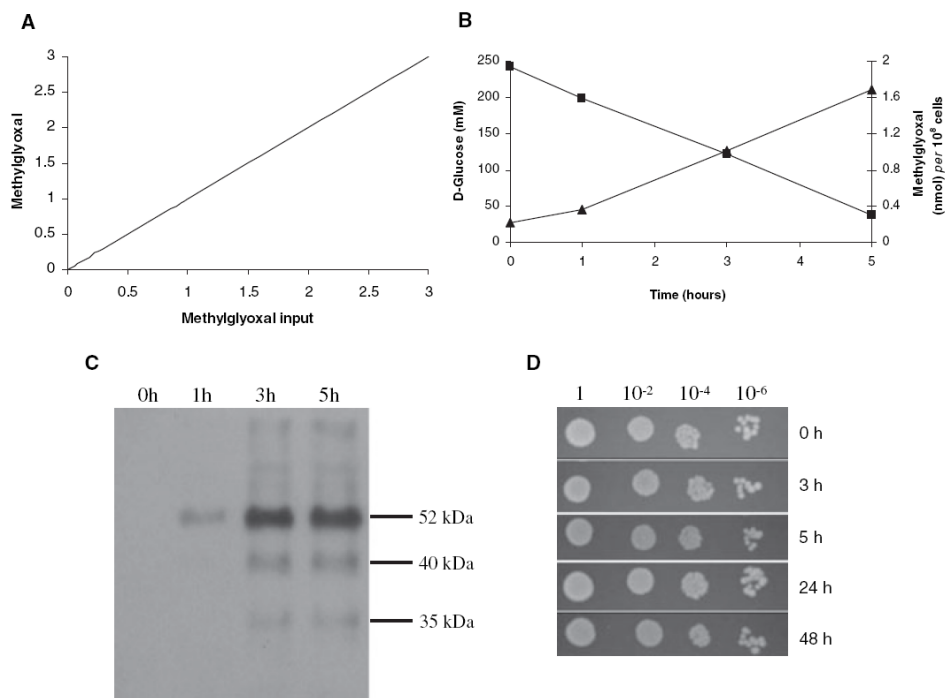 A
3
2.5
2
1.5
1
0.5
0
Methylglyoxal
0 0.5 1 1.5 2 2.5 3
Methylglyoxal input
B
250
200
150
100
50
0
D-Glucose (mM)
2
1.6
1.2
0.8
0.4
0
Methylglyoxal
(nmol) per 10⁸ cells
0 1 2 3 4 5
Time (hours)
C
0h 1h 3h 5h
52 kDa
40 kDa
35 kDa
D
1 10⁻² 10⁻⁴ 10⁻⁶
0 h
3 h
5 h
24 h
48 h